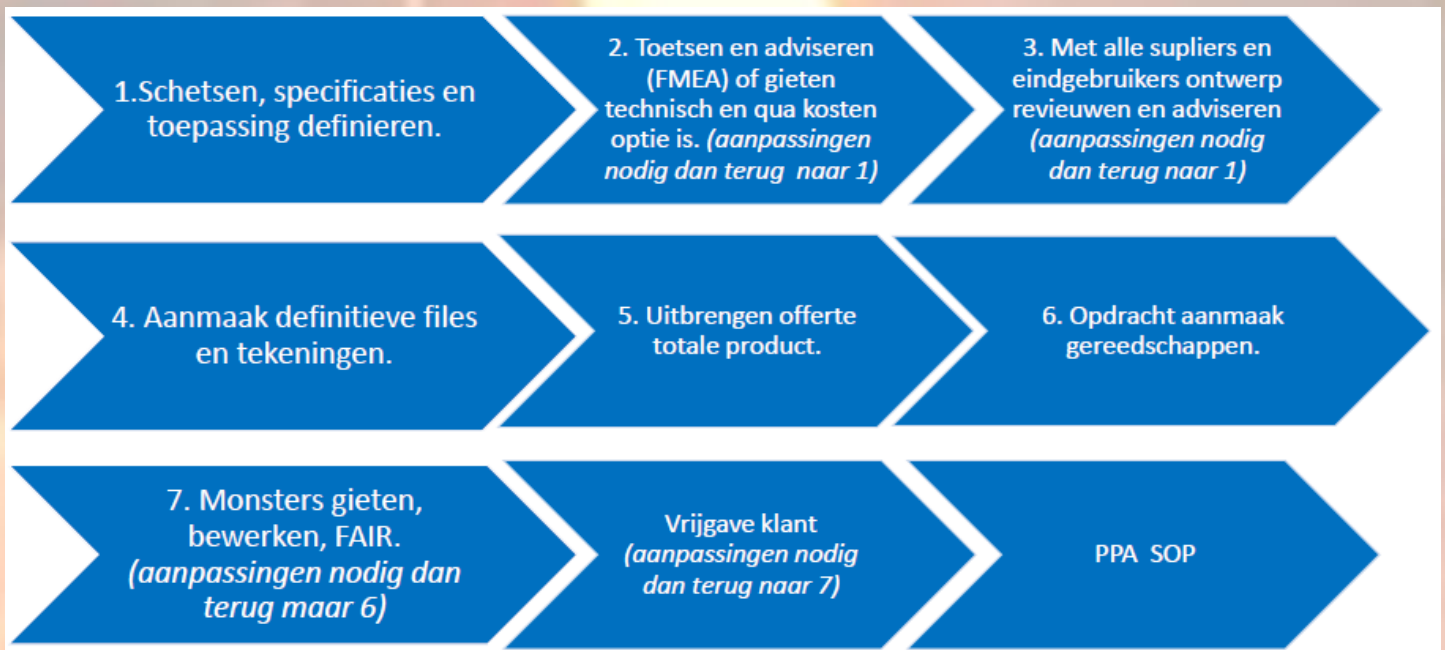 1.Schetsen, specificaties en
toepassing definieren.
2. Toetsen en adviseren
(FMEA) of gieten
technisch en qua kosten
optie is. (aanpassingen
nodig dan terug  naar 1)
3. Met alle supliers en
eindgebruikers ontwerp
revieuwen en adviseren
(aanpassingen nodig
dan terug naar 1)
4. Aanmaak definitieve files
en tekeningen.
5. Uitbrengen offerte
totale product.
6. Opdracht aanmaak
gereedschappen.
7. Monsters gieten,
bewerken, FAIR.
(aanpassingen nodig dan
terug maar 6)
Vrijgave klant
(aanpassingen nodig
dan terug naar 7)
PPA  SOP